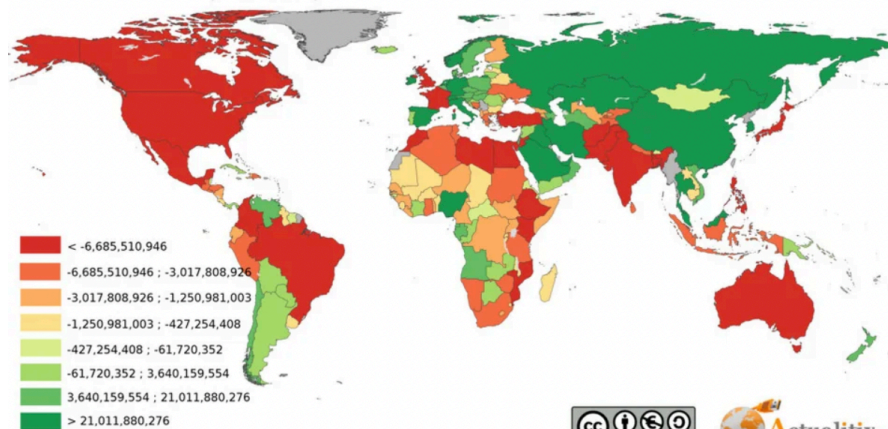 < -6,685,510,946
-6,685,510,946 ; -3,017,808,926
-3,017,808,926 ; -1,250,981,003
-1,250,981,003 ; -427,254,408
-427,254,408 ; -61,720,352
-61,720,352 ; 3,640,159,554
3,640,159,554 ; 21,011,880,276
> 21,011,880,276
cc
Actualitix